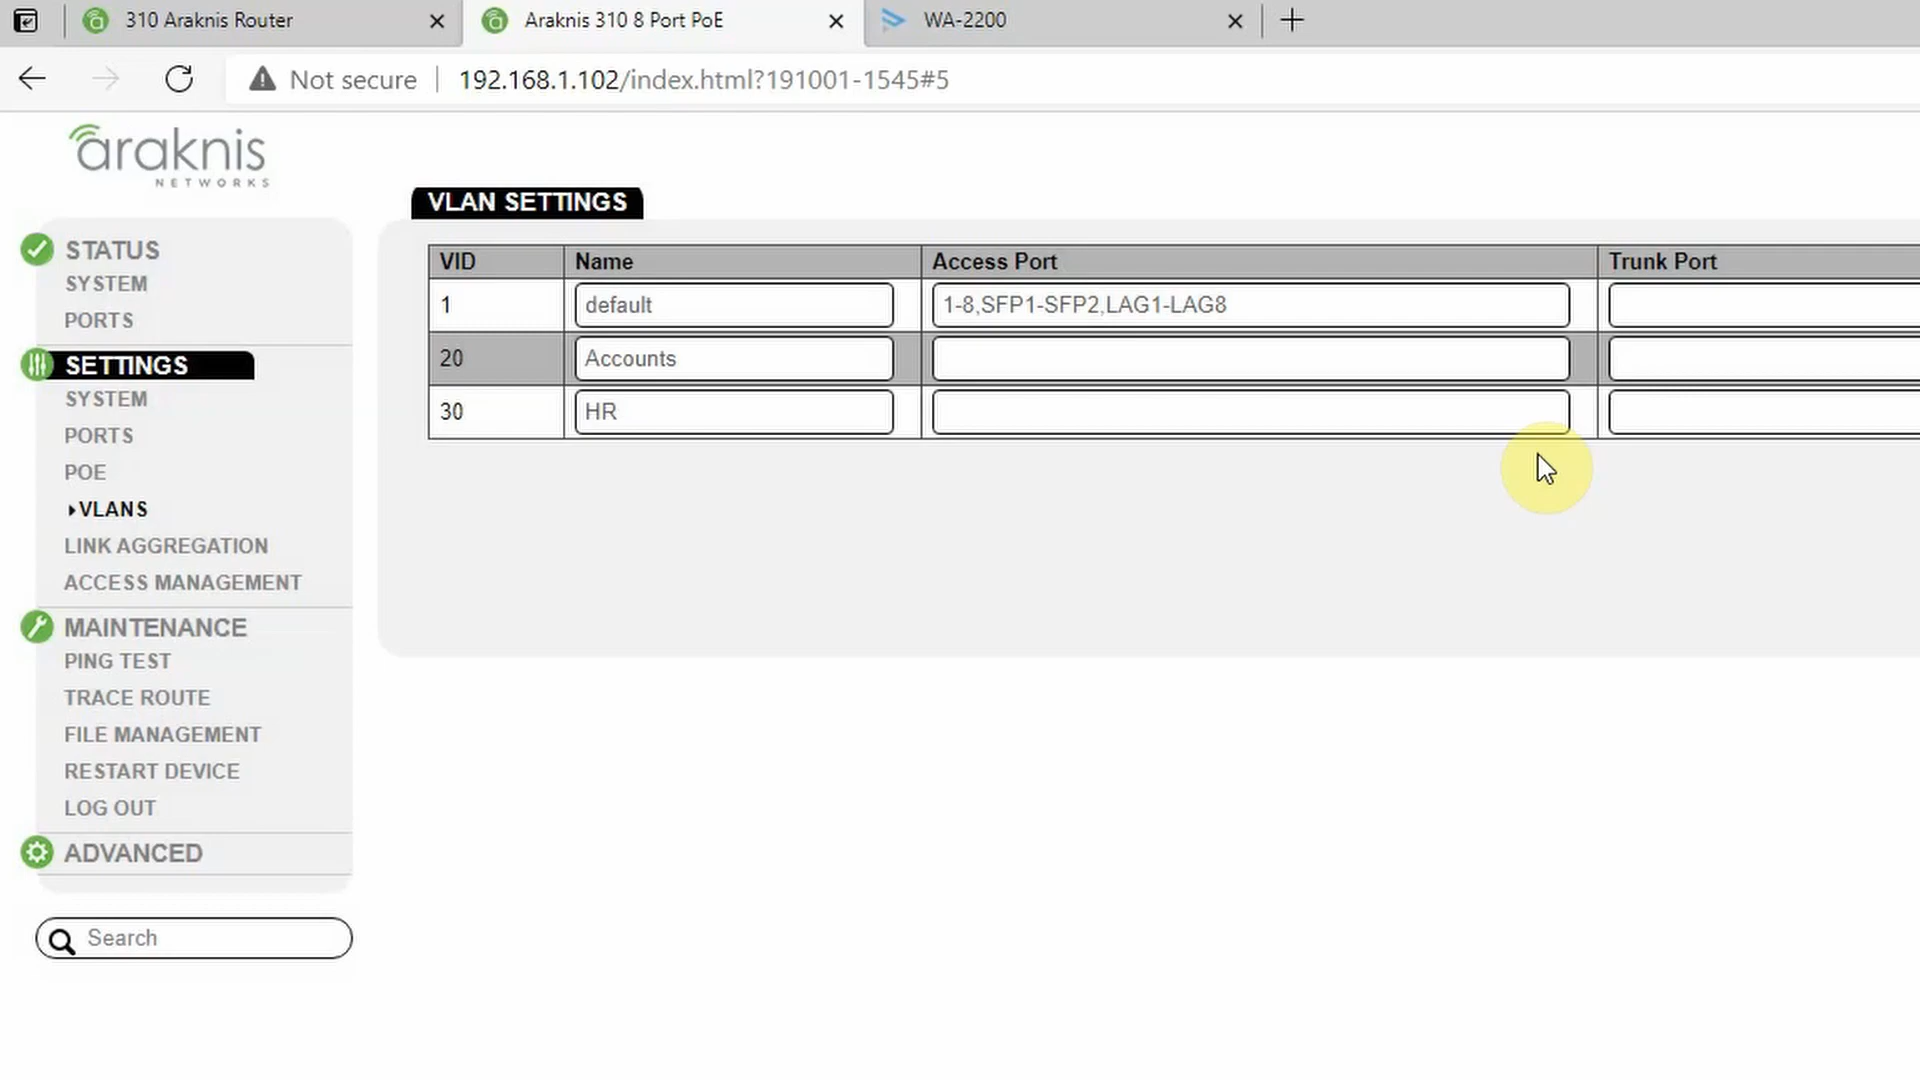 310 Araknis Router
Araknis 310 8 Port PoE
WA-2200
Not secure
192.168.1.102/index.html?191001-1545#5
araknis
NETWORKS
VLAN SETTINGS
STATUS
SYSTEM
PORTS
SETTINGS
SYSTEM
PORTS
POE
VLANS
LINK AGGREGATION
ACCESS MANAGEMENT
MAINTENANCE
PING TEST
TRACE ROUTE
FILE MANAGEMENT
RESTART DEVICE
LOG OUT
ADVANCED
Search
VID Name Access Port Trunk Port
1 default 1-8,SFP1-SFP2,LAG1-LAG8
20 Accounts
30 HR